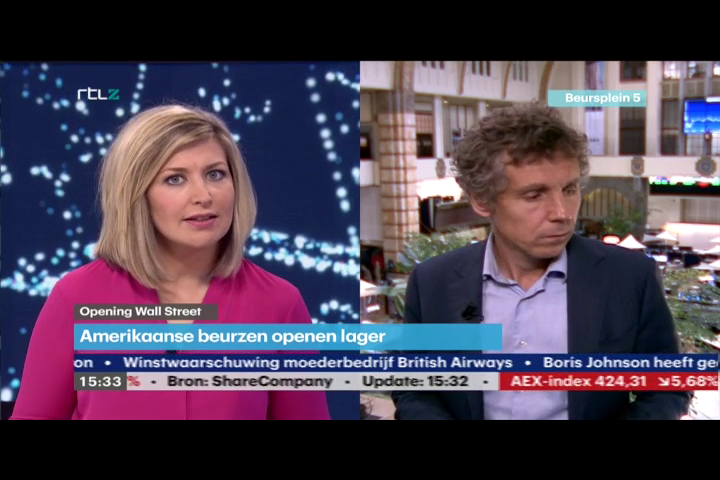 rtlz
Beursplein 5
Opening Wall Street
Amerikaanse beurzen openen lager
on • Winstwaarschuwing moederbedrijf British Airways • Boris Johnson heeft ge
15:33 % • Bron: ShareCompany • Update: 15:32 • AEX-index 424,31 ↘5,68%